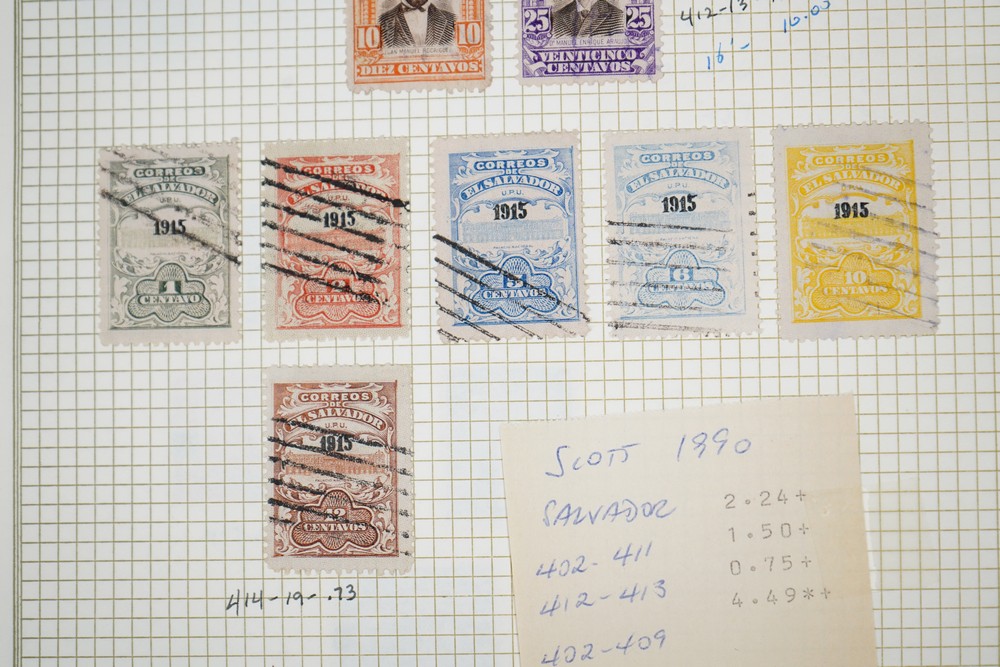 10 10
DIEZ CENTAVOS
25 25
VEINTICINCO
CENTAVOS
412-13
10.00
16-
CORREOS
DE
EL SALVADOR
U.P.U.
1915
1
CENTAVO
CORREOS
DE
EL SALVADOR
U.P.U.
1915
2
CENTAVOS
CORREOS
DE
EL SALVADOR
U.P.U.
1915
5
CENTAVOS
CORREOS
DE
EL SALVADOR
U.P.U.
1915
6
CENTAVOS
CORREOS
DE
EL SALVADOR
1915
10
CENTAVOS
CORREOS
DE
EL SALVADOR
U.P.U.
1915
12
CENTAVOS
414-19-.73
SCOTT 1990
SALVADOR
402-411
412-413
402-409
2.24+
1.50+
0.75+
4.49*+